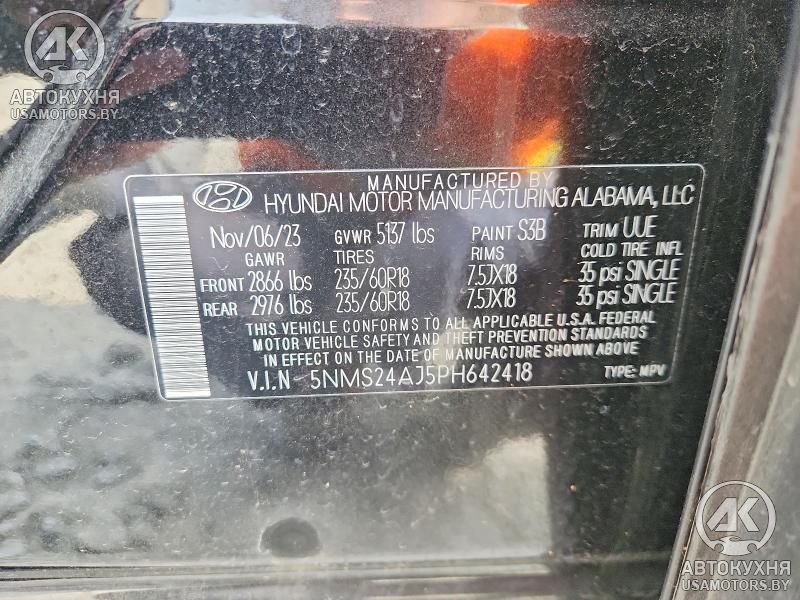 AK
АВТОКУХНЯ
USAMOTORS.BY
MANUFACTURED BY
HYUNDAI MOTOR MANUFACTURING ALABAMA, LLC
Nov/06/23 GVWR 5137 lbs PAINT S3B TRIM UUE
GAWR TIRES RIMS COLD TIRE INFL
FRONT 2866 lbs 235/60R18 7.5JX18 35 psi SINGLE
REAR 2976 lbs 235/60R18 7.5JX18 35 psi SINGLE
THIS VEHICLE CONFORMS TO ALL APPLICABLE U.S.A. FEDERAL
MOTOR VEHICLE SAFETY AND THEFT PREVENTION STANDARDS
IN EFFECT ON THE DATE OF MANUFACTURE SHOWN ABOVE.
V.I.N - 5NMS24AJ5PH642418 TYPE: MPV
AK
АВТОКУХНЯ
USAMOTORS.BY